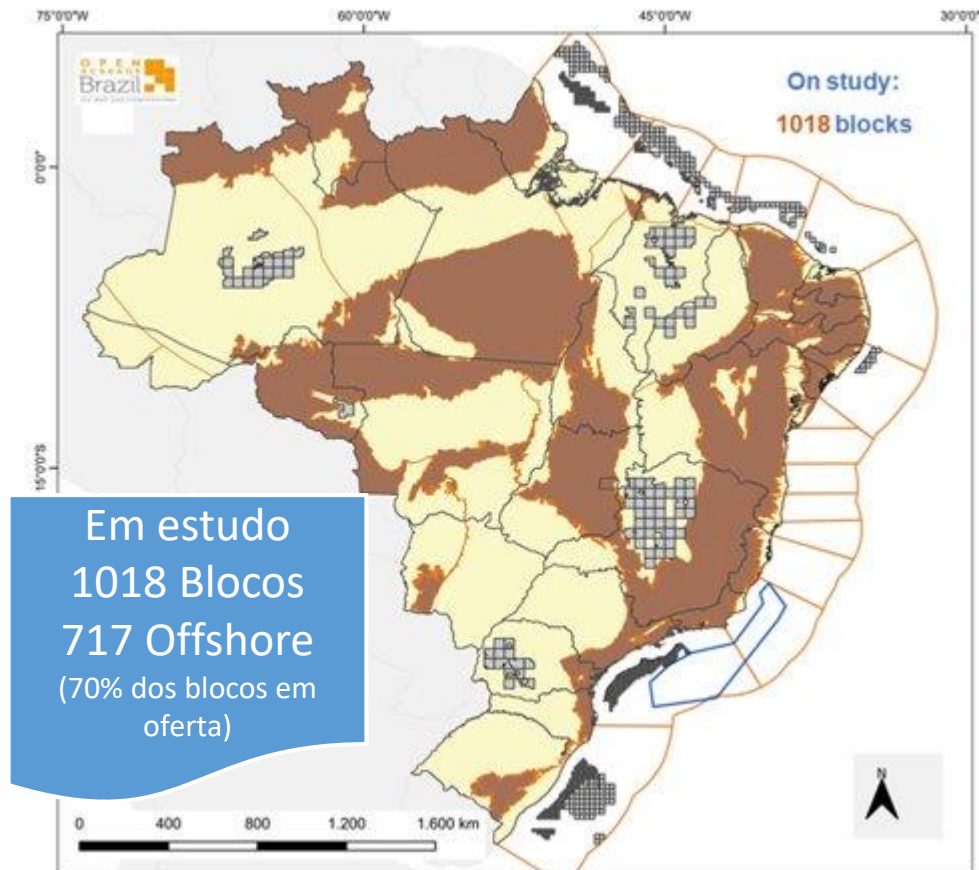 75°0'0"W
60°0'0"W
45°0'0"W
30°0'0"
OPEN
ACREAGE
Brazil
On study:
1018 blocks
0°0'0"
15°0'0"S
Em estudo
1018 Blocos
717 Offshore
(70% dos blocos em
oferta)
N
0 400 800 1.200 1.600 km